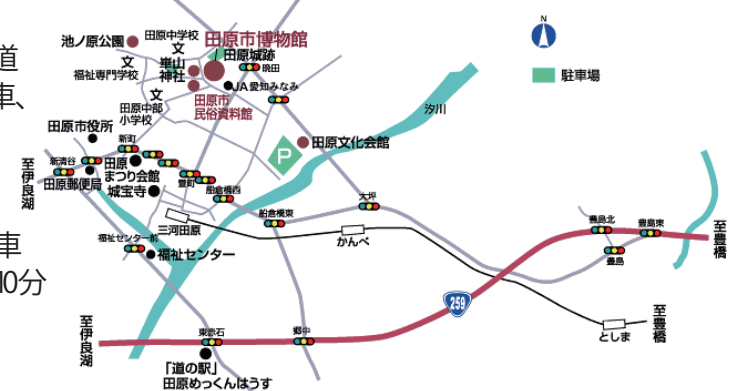 道
車、
車
10分
N
駐車場
池ノ原公園
田原中学校
文
田原市博物館
田原城跡
文
福祉専門学校
崋山
神社
殿田
JA愛知みなみ
文
田原中部
小学校
田原市
民俗資料館
汐川
田原市役所
新町
田原文化会館
P
至伊良湖
新清谷
田原郵便局
田原
まつり会館
城宝寺
萱町
船倉橋西
大坪
船倉橋東
三河田原
かんべ
豊島北
豊島東
豊島
至豊橋
福祉センター前
福祉センター
259
至伊良湖
東赤石
郷中
としま
至豊橋
「道の駅」
田原めっくんはうす